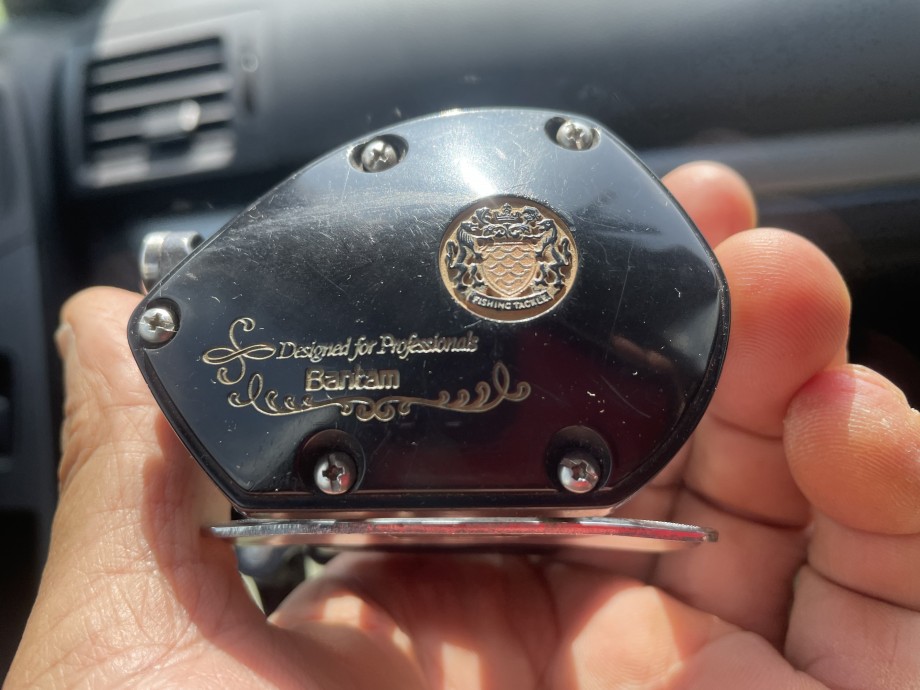 FISHING TACKLE
Designed for Professionals
Bantam